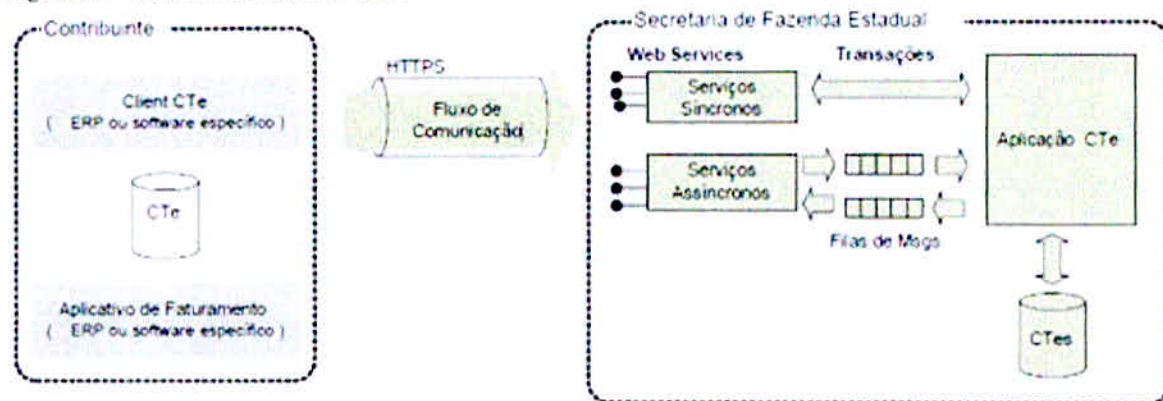 Contribuinte
Client CTe
( ERP ou software específico )
CTe
Aplicativo de Faturamento
( ERP ou software específico )
HTTPS
Fluxo de
Comunicação
Secretaria de Fazenda Estadual
Web Services
Transações
Serviços
Síncronos
Serviços
Assíncronos
Filas de Msgs
Aplicação CTe
CTes